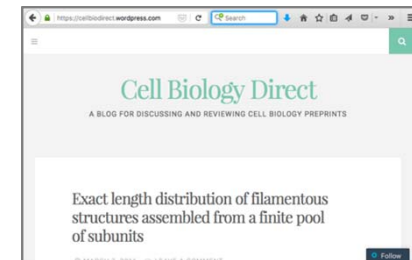 https://cellbiodirect.wordpress.com
Search
Cell Biology Direct
A BLOG FOR DISCUSSING AND REVIEWING CELL BIOLOGY PREPRINTS
Exact length distribution of filamentous
structures assembled from a finite pool
of subunits
Follow